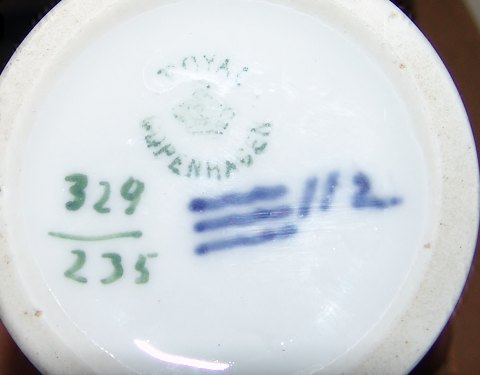 ROYAL
COPENHAGEN
329
235
112.